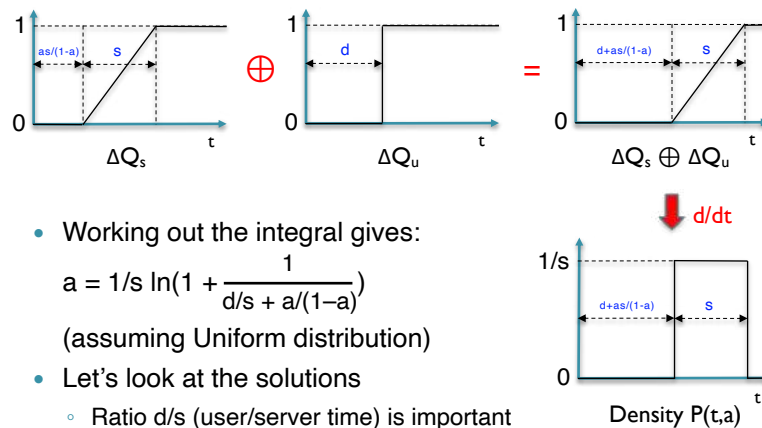 1
as/(1-a)
s
0
t
ΔQs
⊕
1
d
0
t
ΔQu
=
1
d+as/(1-a)
s
0
t
ΔQs ⊕ ΔQu
d/dt
• Working out the integral gives:
a = 1/s ln(1 + 1/(d/s + a/(1–a)))
(assuming Uniform distribution)
• Let's look at the solutions
◦ Ratio d/s (user/server time) is important
1/s
d+as/(1-a)
s
0
t
Density P(t,a)